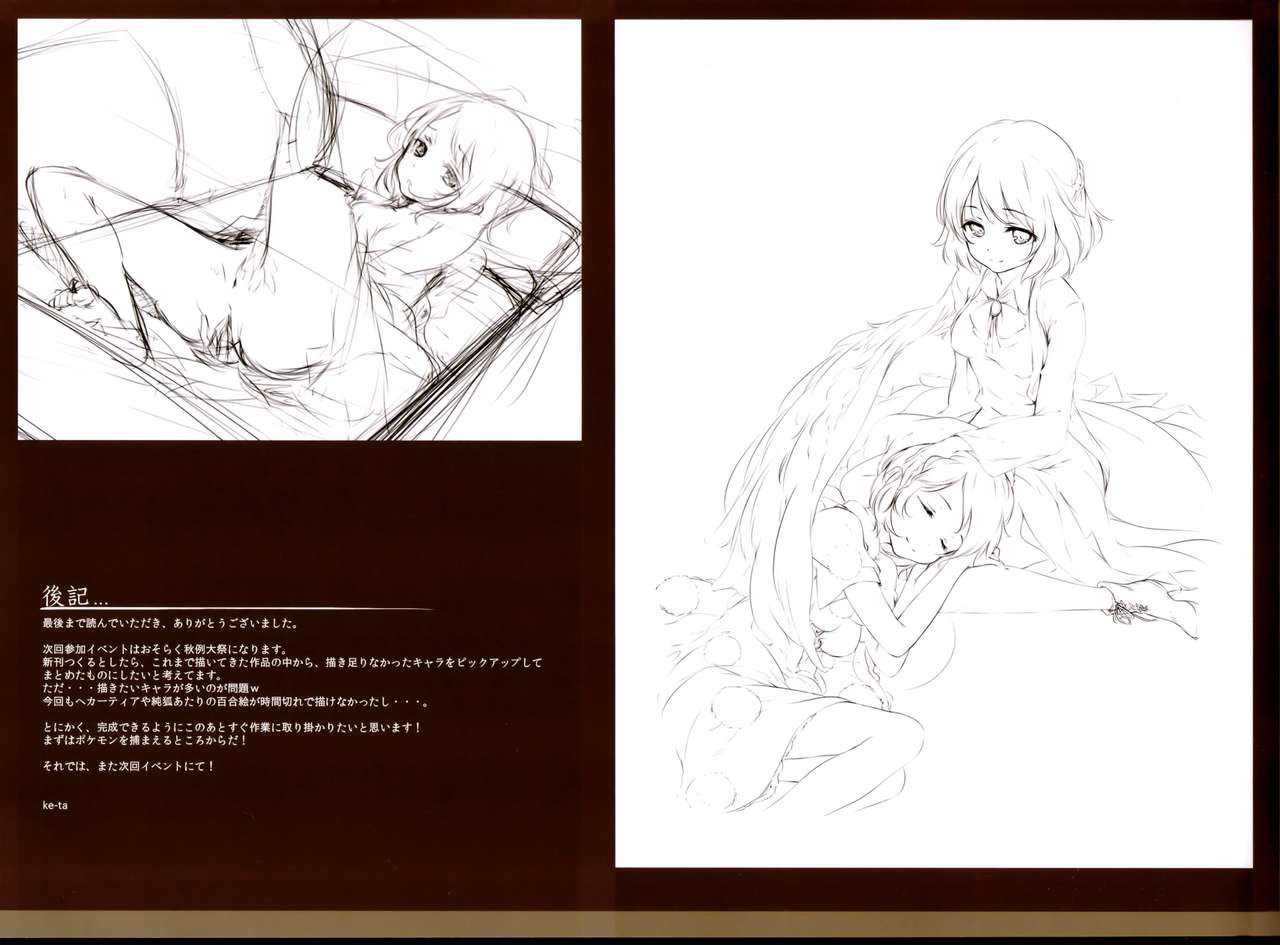 後記...
最後まで読んでいただき、ありがとうございました。
次回参加イベントはおそらく秋例大祭になります。
新刊つくるとしたら、これまで描いてきた作品の中から、描き足りなかったキャラをピックアップして
まとめたものにしたいと考えてます。
ただ・・・描きたいキャラが多いのが問題ｗ
今回もヘカーティアや純狐あたりの百合絵が時間切れで描けなかったし・・・。
とにかく、完成できるようにこのあとすぐ作業に取り掛かりたいと思います！
まずはポケモンを捕まえるところからだ！
それでは、また次回イベントにて！
ke-ta